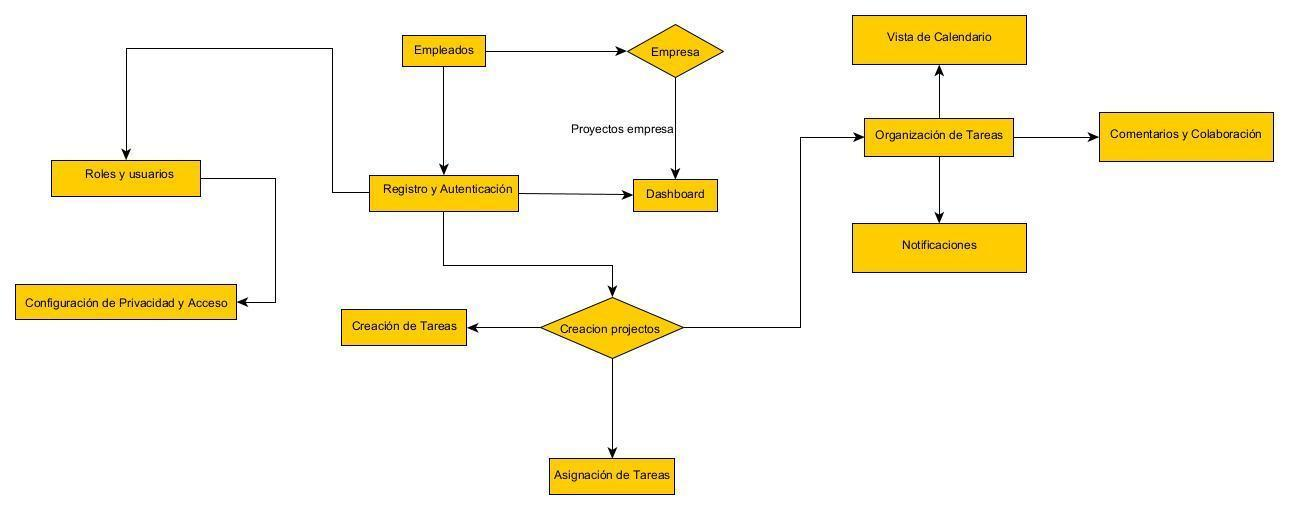 Vista de Calendario
Empleados
Empresa
Proyectos empresa
Organización de Tareas
Comentarios y Colaboración
Roles y usuarios
Registro y Autenticación
Dashboard
Notificaciones
Configuración de Privacidad y Acceso
Creación de Tareas
Creacion projectos
Asignación de Tareas